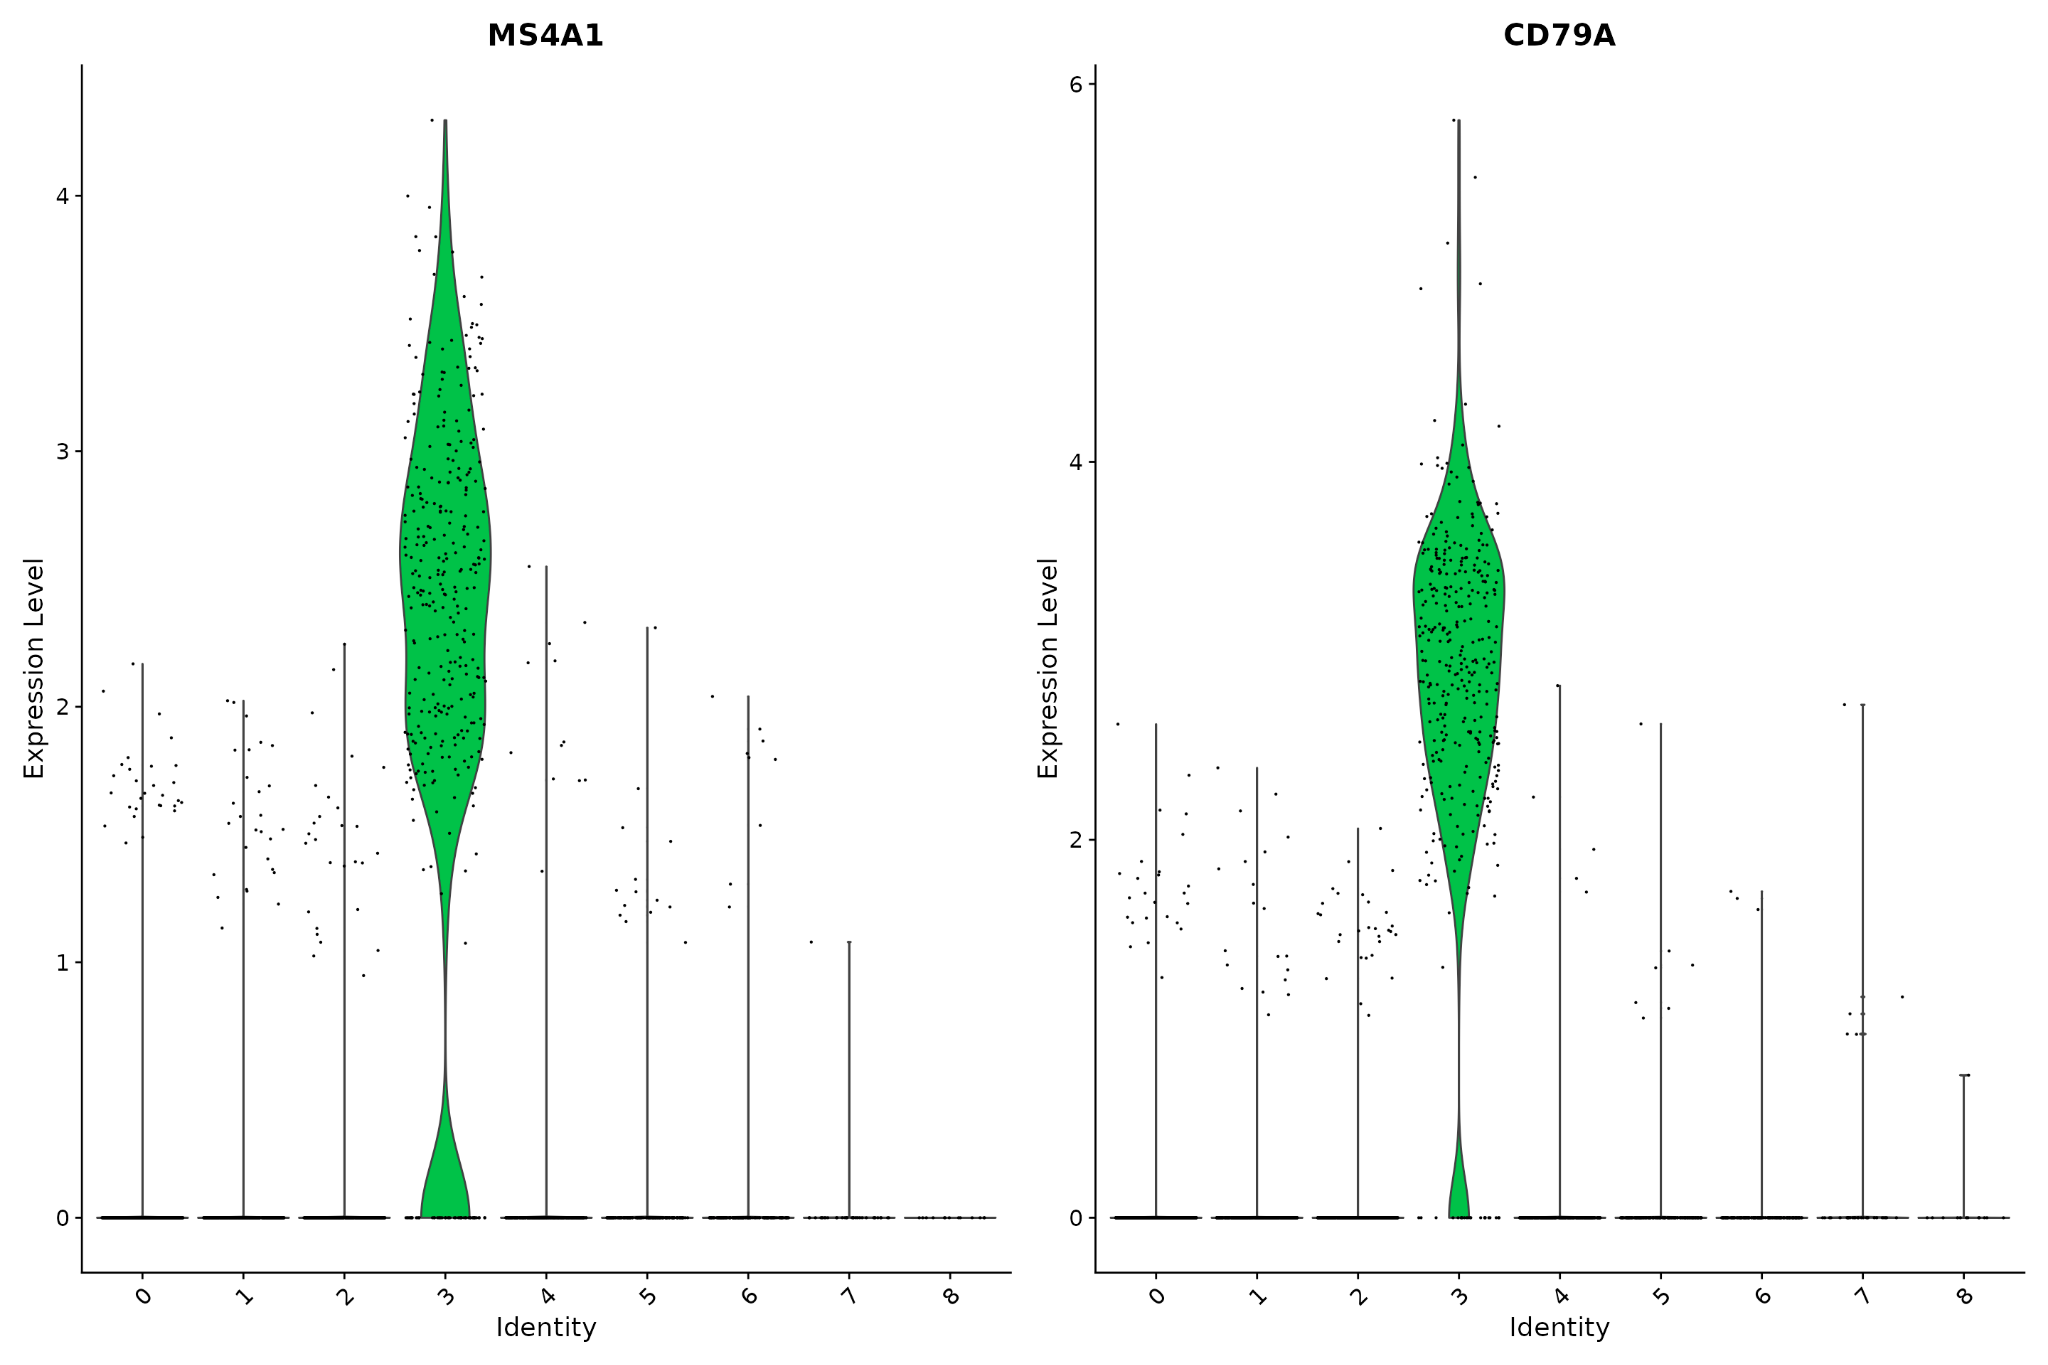 MS4A1
Expression Level
4
3
2
1
0
0 1 2 3 4 5 6 7 8
Identity
CD79A
Expression Level
6
4
2
0
0 1 2 3 4 5 6 7 8
Identity